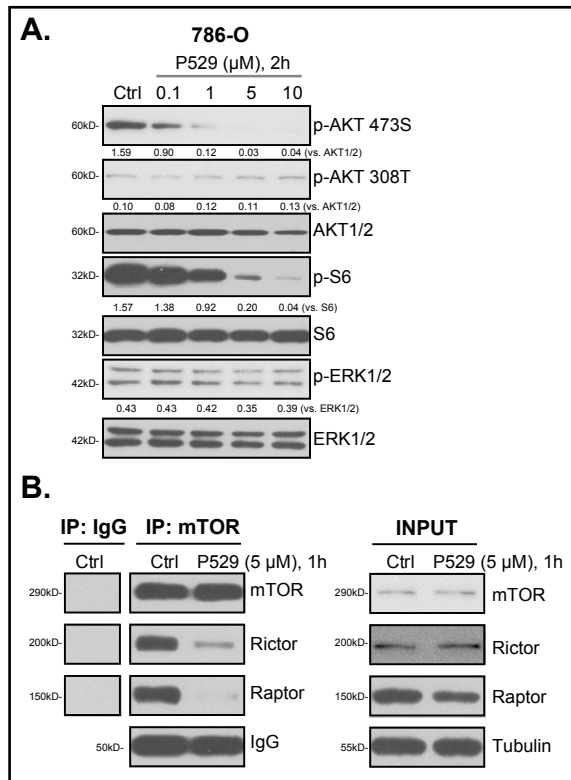 A.
786-O
P529 (µM), 2h
Ctrl 0.1 1 5 10
60kD- p-AKT 473S
1.59 0.90 0.12 0.03 0.04 (vs. AKT1/2)
60kD- p-AKT 308T
0.10 0.08 0.12 0.11 0.13 (vs. AKT1/2)
60kD- AKT1/2
32kD- p-S6
1.57 1.38 0.92 0.20 0.04 (vs. S6)
32kD- S6
42kD- p-ERK1/2
0.43 0.43 0.42 0.35 0.39 (vs. ERK1/2)
42kD- ERK1/2
B.
IP: IgG IP: mTOR INPUT
Ctrl Ctrl P529 (5 µM), 1h Ctrl P529 (5 µM), 1h
290kD- mTOR 290kD- mTOR
200kD- Rictor 200kD- Rictor
150kD- Raptor 150kD- Raptor
50kD- IgG 55kD- Tubulin